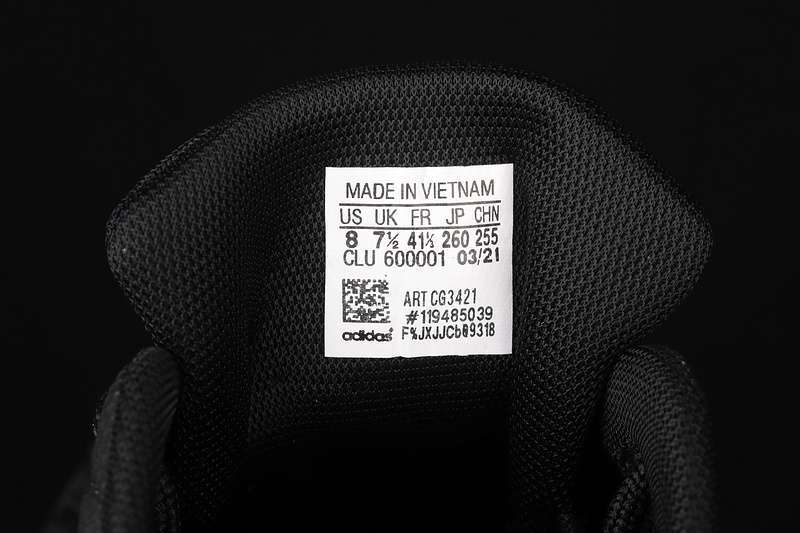 MADE IN VIETNAM
US UK FR JP CHN
8 7½ 41⅓ 260 255
CLU 600001 03/21
ART CG3421
#119485039
adidas F%JXJJCb09318